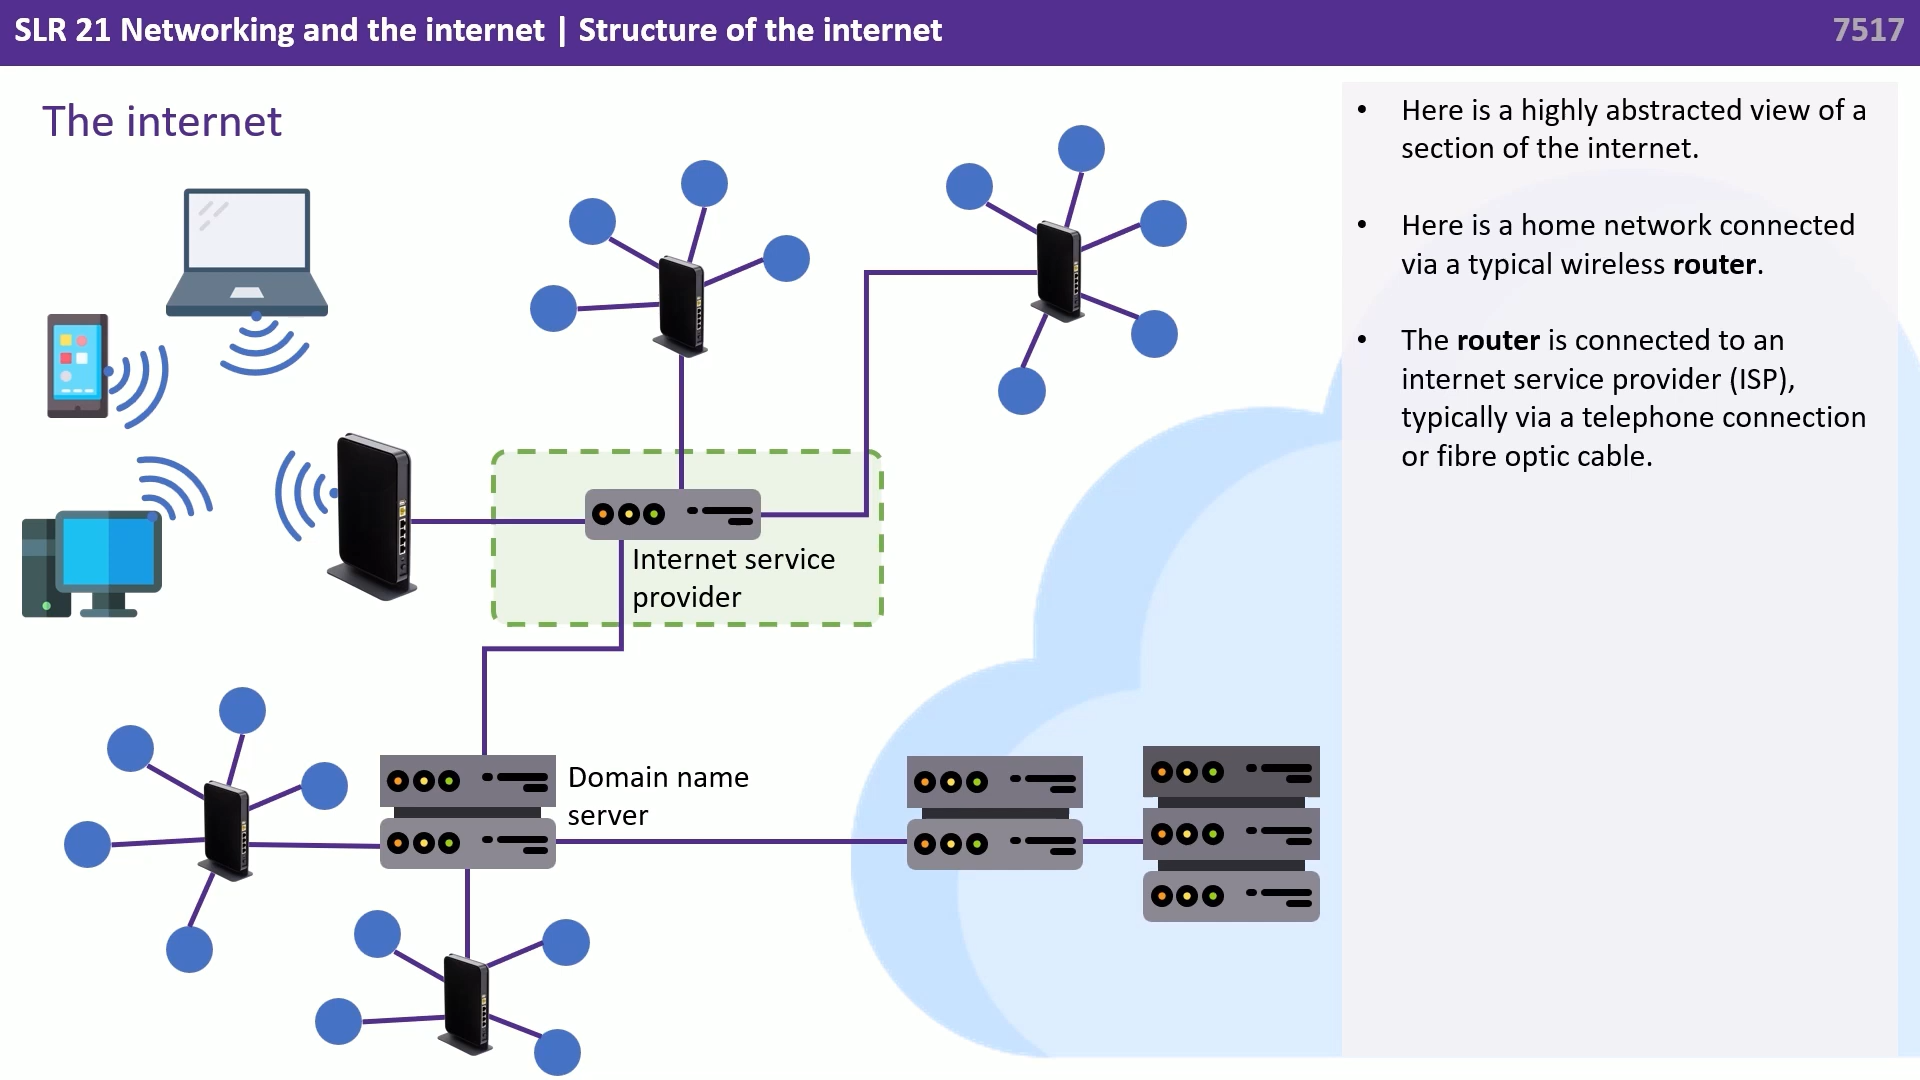 SLR 21 Networking and the internet | Structure of the internet
7517
The internet
• Here is a highly abstracted view of a
section of the internet.
• Here is a home network connected
via a typical wireless router.
• The router is connected to an
internet service provider (ISP),
typically via a telephone connection
or fibre optic cable.
Internet service
provider
Domain name
server